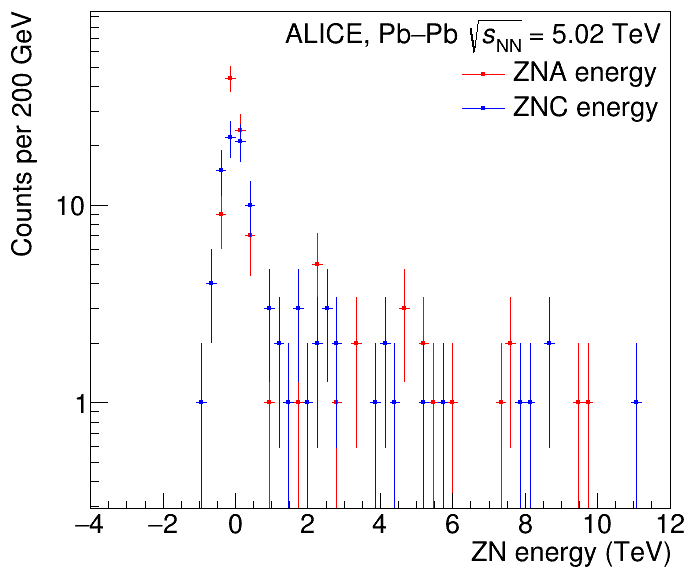 ALICE, Pb–Pb √sNN = 5.02 TeV
ZNA energy
ZNC energy
Counts per 200 GeV
10
1
−4 −2 0 2 4 6 8 10 12
ZN energy (TeV)